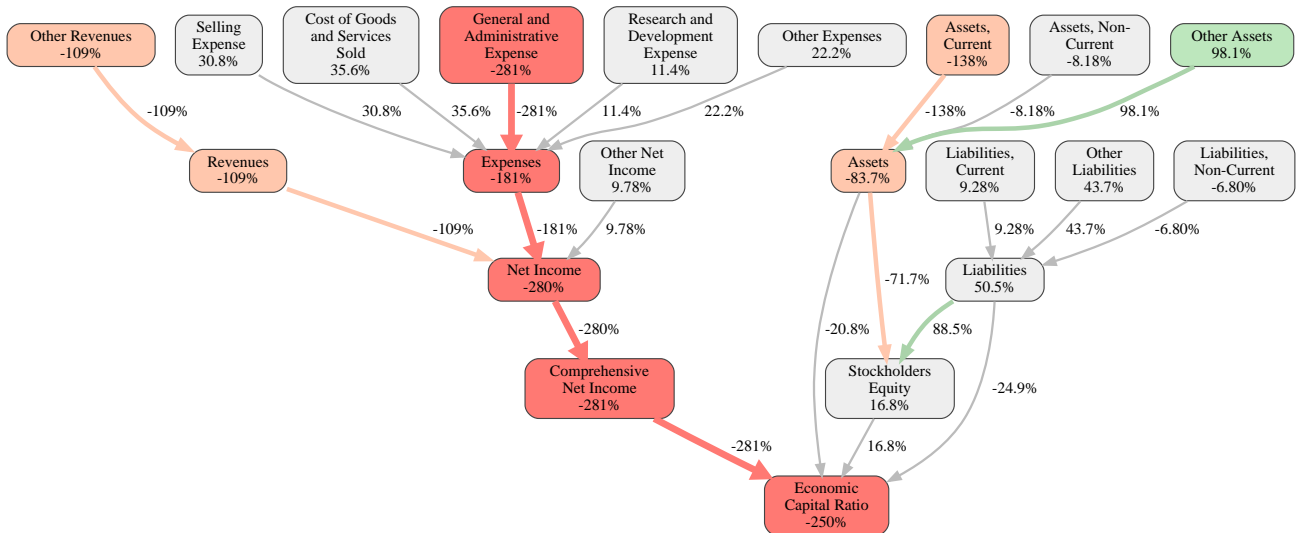 Other Revenues
-109%
Selling
Expense
30.8%
Cost of Goods
and Services
Sold
35.6%
General and
Administrative
Expense
-281%
Research and
Development
Expense
11.4%
Other Expenses
22.2%
Assets,
Current
-138%
Assets, Non-
Current
-8.18%
Other Assets
98.1%
-109%
30.8%
35.6%
-281%
11.4%
22.2%
-138%
-8.18%
98.1%
Revenues
-109%
Expenses
-181%
Other Net
Income
9.78%
Assets
-83.7%
Liabilities,
Current
9.28%
Other
Liabilities
43.7%
Liabilities,
Non-Current
-6.80%
-109%
-181%
9.78%
9.28%
43.7%
-6.80%
Net Income
-280%
-71.7%
Liabilities
50.5%
-280%
-20.8%
88.5%
Comprehensive
Net Income
-281%
Stockholders
Equity
16.8%
-24.9%
-281%
16.8%
Economic
Capital Ratio
-250%